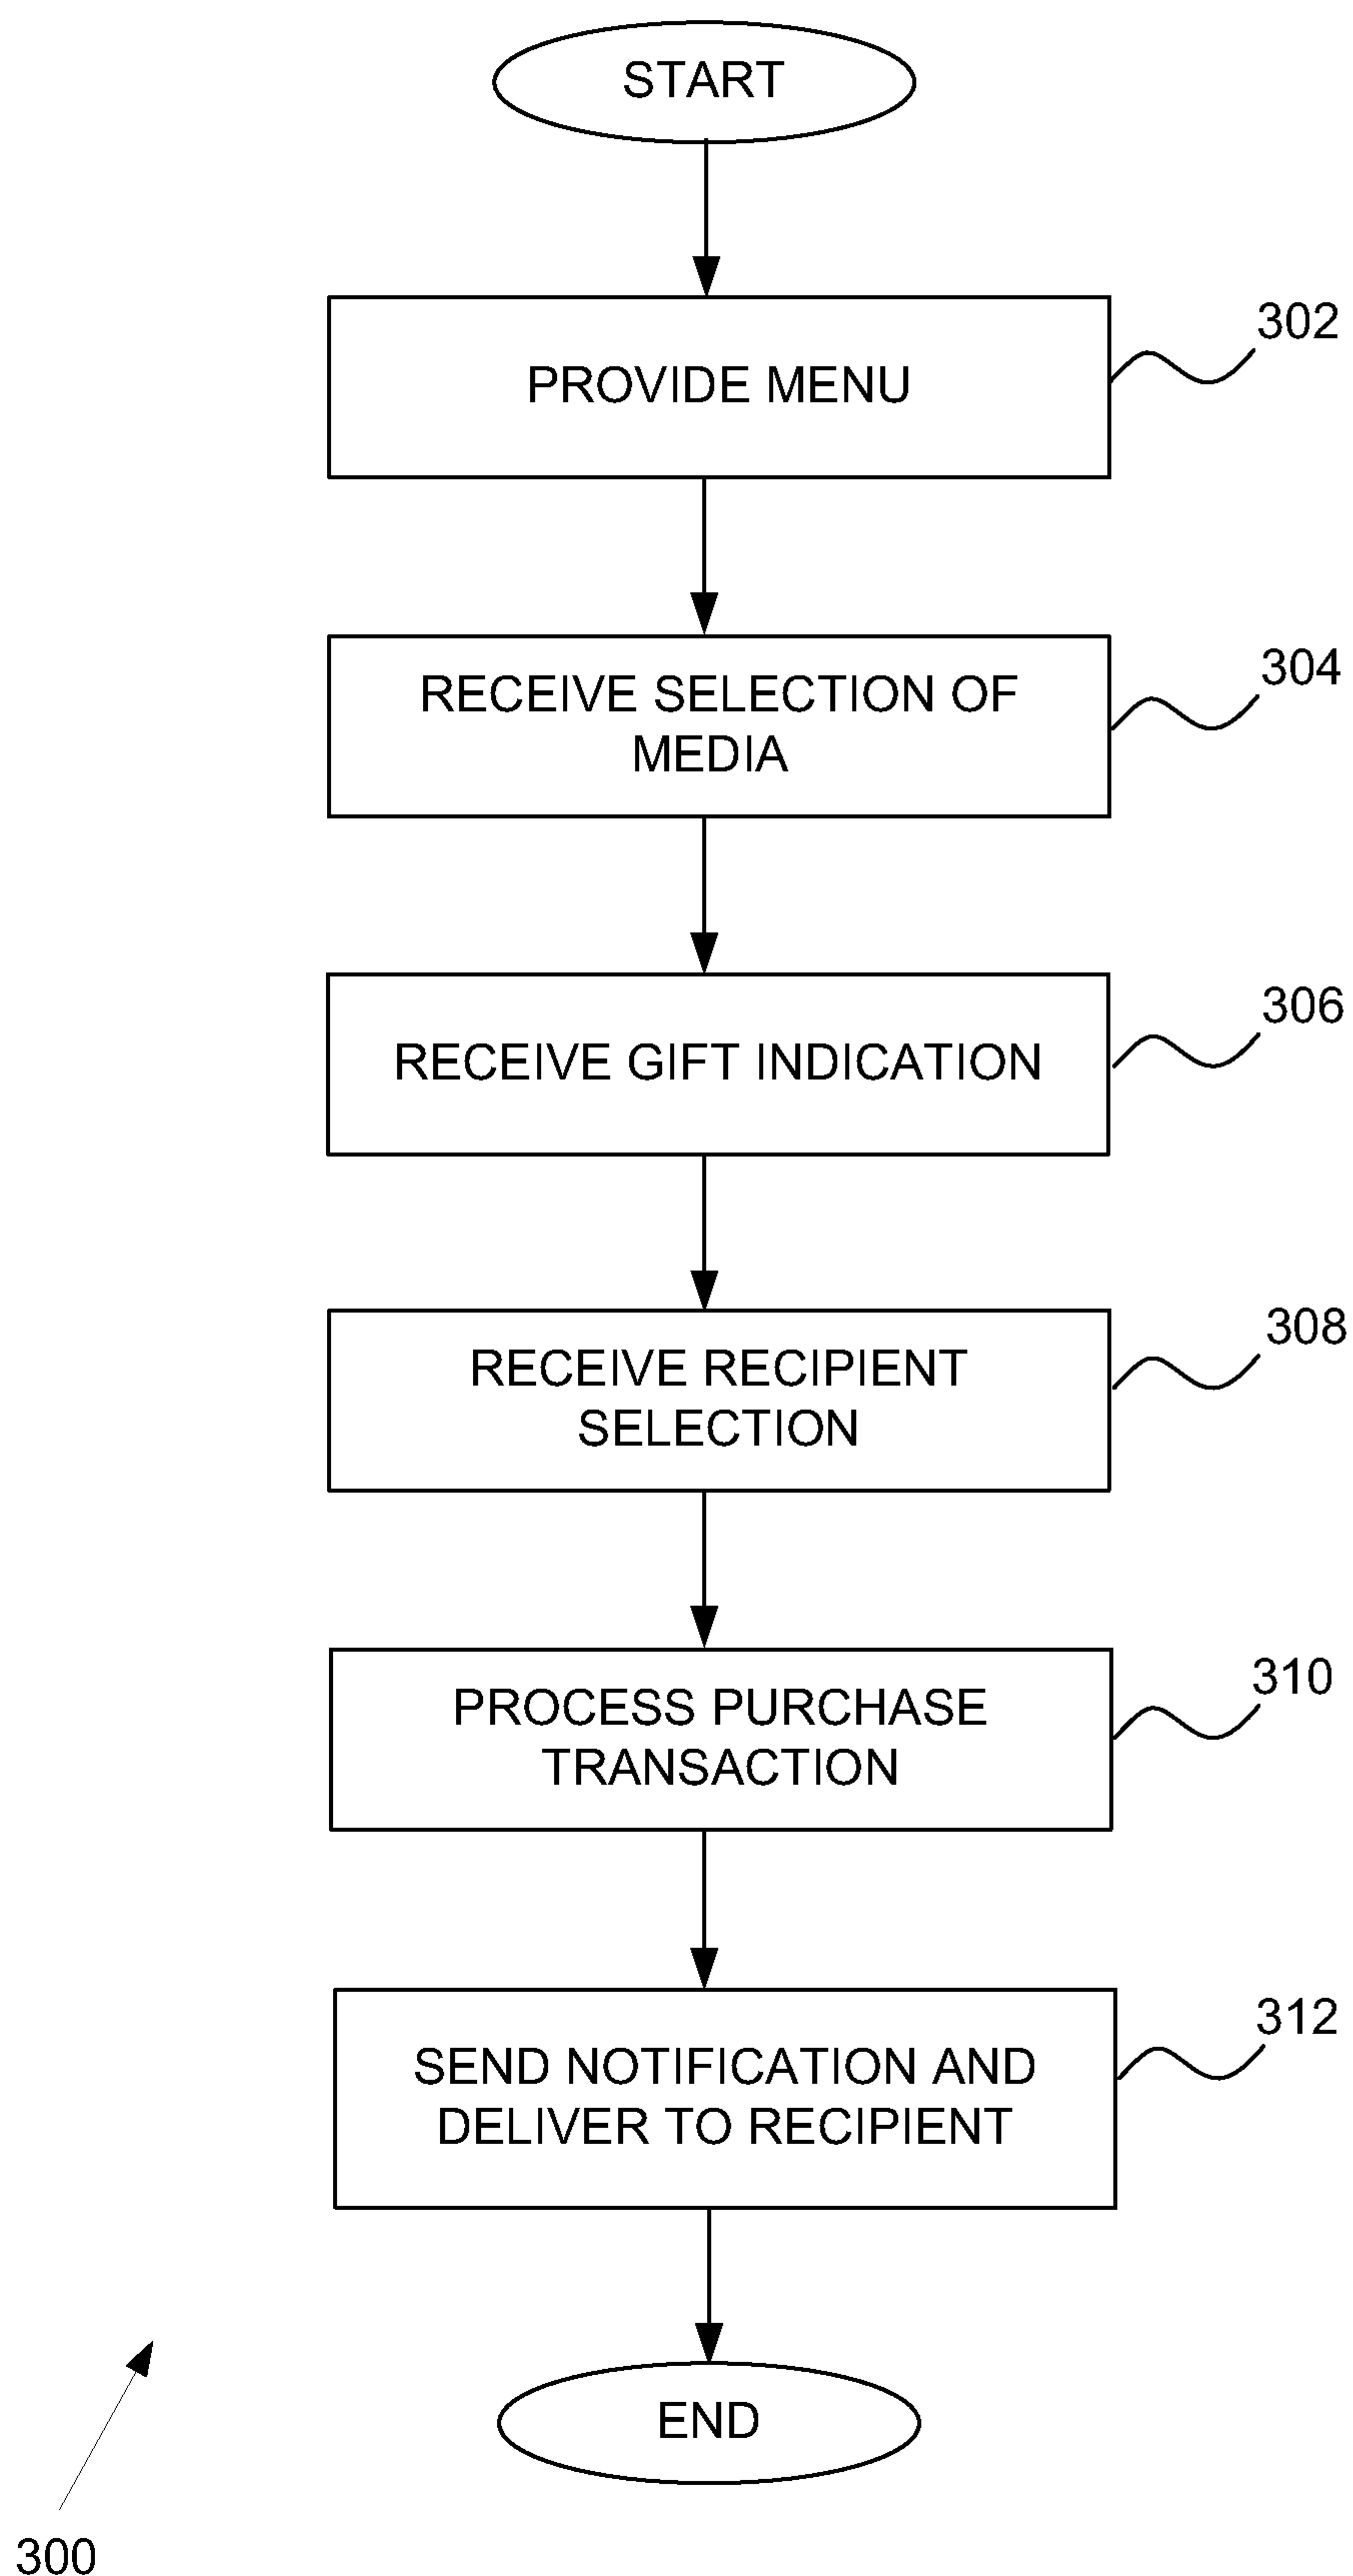 START
302
PROVIDE MENU
304
RECEIVE SELECTION OF
MEDIA
306
RECEIVE GIFT INDICATION
308
RECEIVE RECIPIENT
SELECTION
310
PROCESS PURCHASE
TRANSACTION
312
SEND NOTIFICATION AND
DELIVER TO RECIPIENT
END
300